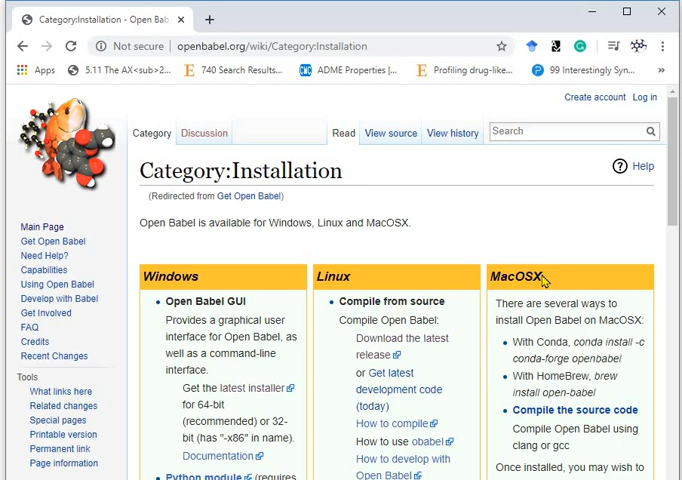 Category:Installation - Open Bab
Not secure | openbabel.org/wiki/Category:Installation
Apps 5.11 The AX<sub>2... 740 Search Results... ADME Properties |... Profiling drug-like... 99 Interestingly Syn... »
Create account Log in
Category Discussion Read View source View history Search
Category:Installation
Help
(Redirected from Get Open Babel)
Open Babel is available for Windows, Linux and MacOSX.
Main Page
Get Open Babel
Need Help?
Capabilities
Using Open Babel
Develop with Babel
Get Involved
FAQ
Credits
Recent Changes
Tools
What links here
Related changes
Special pages
Printable version
Permanent link
Page information
Windows
Open Babel GUI
Provides a graphical user
interface for Open Babel, as
well as a command-line
interface.
Get the latest installer
for 64-bit
(recommended) or 32-
bit (has "-x86" in name).
Documentation
Python module (requires
Linux
Compile from source
Compile Open Babel:
Download the latest
release
or Get latest
development code
(today)
How to compile
How to use obabel
How to develop with
Open Babel
MacOSX
There are several ways to
install Open Babel on MacOSX:
With Conda, conda install -c
conda-forge openbabel
With HomeBrew, brew
install open-babel
Compile the source code
Compile Open Babel using
clang or gcc
Once installed, you may wish to